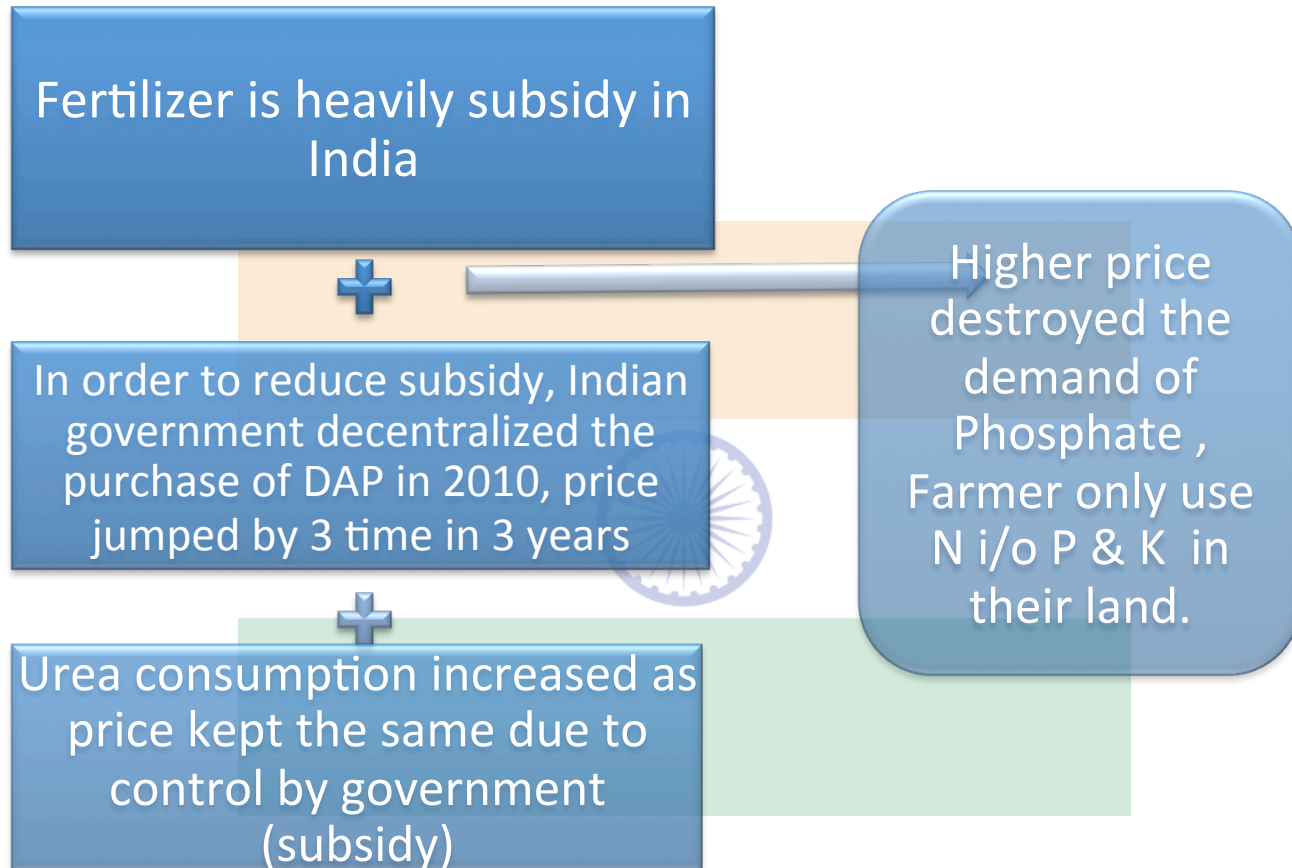 Fertilizer is heavily subsidy in
India
In order to reduce subsidy, Indian
government decentralized the
purchase of DAP in 2010, price
jumped by 3 time in 3 years
Urea consumption increased as
price kept the same due to
control by government
(subsidy)
Higher price
destroyed the
demand of
Phosphate ,
Farmer only use
N i/o P & K in
their land.